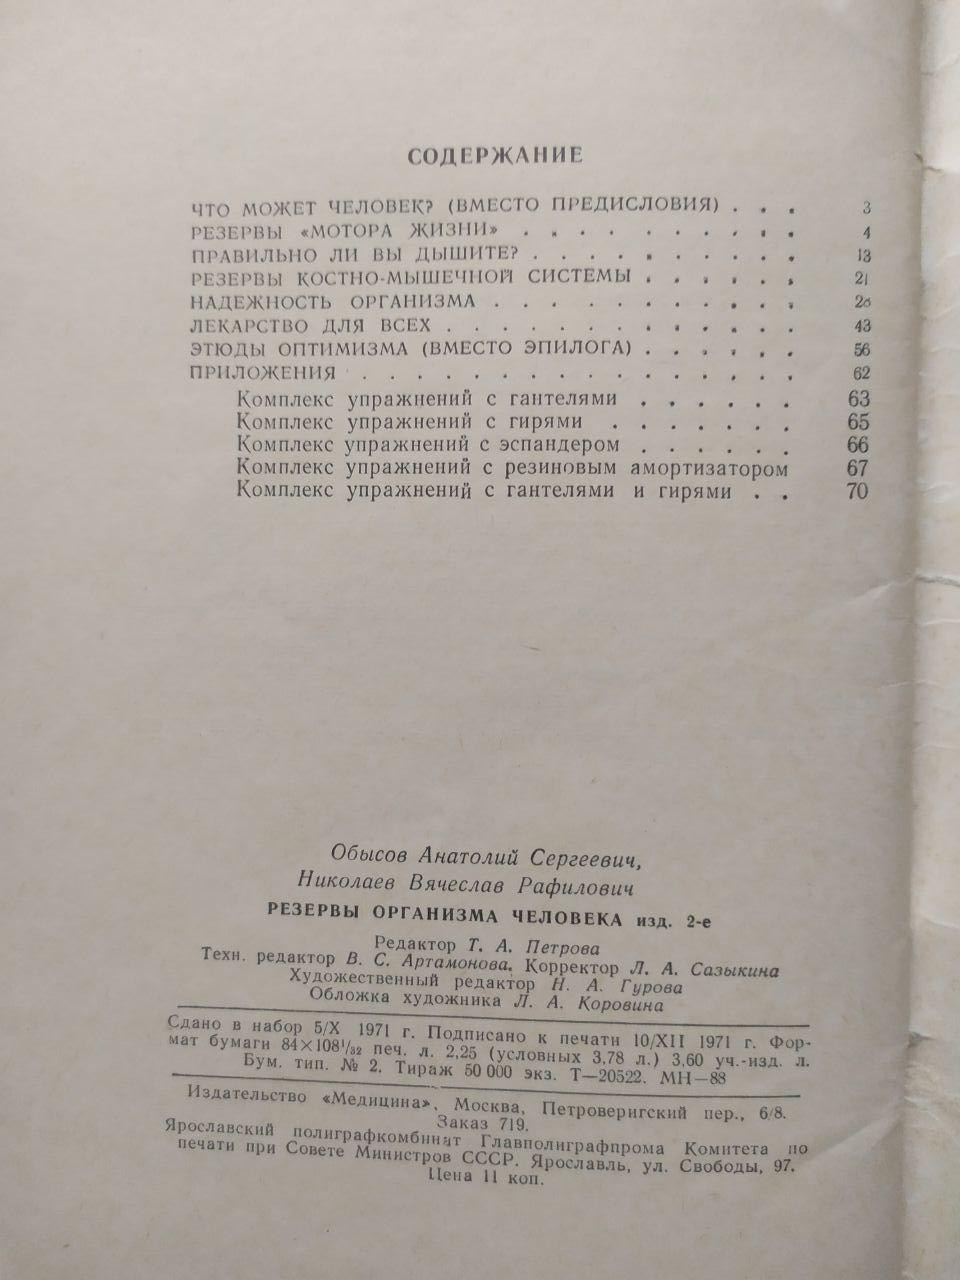 СОДЕРЖАНИЕ
ЧТО МОЖЕТ ЧЕЛОВЕК? (ВМЕСТО ПРЕДИСЛОВИЯ) . . . 3
РЕЗЕРВЫ «МОТОРА ЖИЗНИ» . . . . . . . . . 4
ПРАВИЛЬНО ЛИ ВЫ ДЫШИТЕ? . . . . . . . . . . 13
РЕЗЕРВЫ КОСТНО-МЫШЕЧНОЙ СИСТЕМЫ . . . . . . 21
НАДЕЖНОСТЬ ОРГАНИЗМА . . . . . . . . . . .
ЛЕКАРСТВО ДЛЯ ВСЕХ . . . . . . . . . . . . . 43
ЭТЮДЫ ОПТИМИЗМА (ВМЕСТО ЭПИЛОГА) . . . . . . 56
ПРИЛОЖЕНИЯ . . . . . . . . . . . . . . . . 62
Комплекс упражнений с гантелями . . . . . . 63
Комплекс упражнений с гирями . . . . . . . 65
Комплекс упражнений с эспандером . . . . . . 66
Комплекс упражнений с резиновым амортизатором 67
Комплекс упражнений с гантелями и гирями . . 70
Обысов Анатолий Сергеевич,
Николаев Вячеслав Рафилович
РЕЗЕРВЫ ОРГАНИЗМА ЧЕЛОВЕКА изд. 2-е
Редактор Т. А. Петрова
Техн. редактор В. С. Артамонова. Корректор Л. А. Сазыкина
Художественный редактор Н. А. Гурова
Обложка художника Л. А. Коровина
Сдано в набор 5/X 1971 г. Подписано к печати 10/XII 1971 г. Фор-
мат бумаги 84×108¹/₃₂ печ. л. 2,25 (условных 3,78 л.) 3,60 уч.-изд. л.
Бум. тип. № 2. Тираж 50 000 экз. Т—20522. МН—88
Издательство «Медицина», Москва, Петроверигский пер., 6/8.
Заказ 719.
Ярославский полиграфкомбинат Главполиграфпрома Комитета по
печати при Совете Министров СССР. Ярославль, ул. Свободы, 97.
Цена 11 коп.